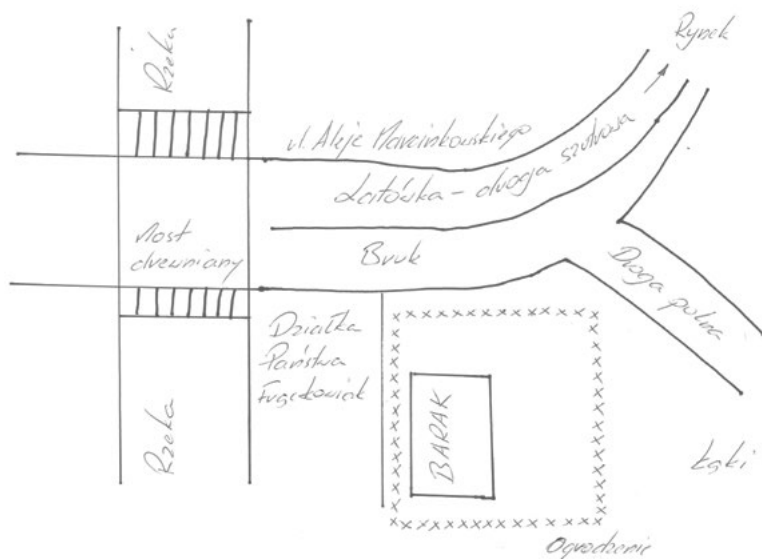 Rynek
Rzeka
ul. Aleje Marcinkowskiego
Latówka - droga szutrowa
Most
drewniany
Bruk
Droga polna
Działka
Państwa
BARAK
Rzeka
Łąki
Ogrodzenie